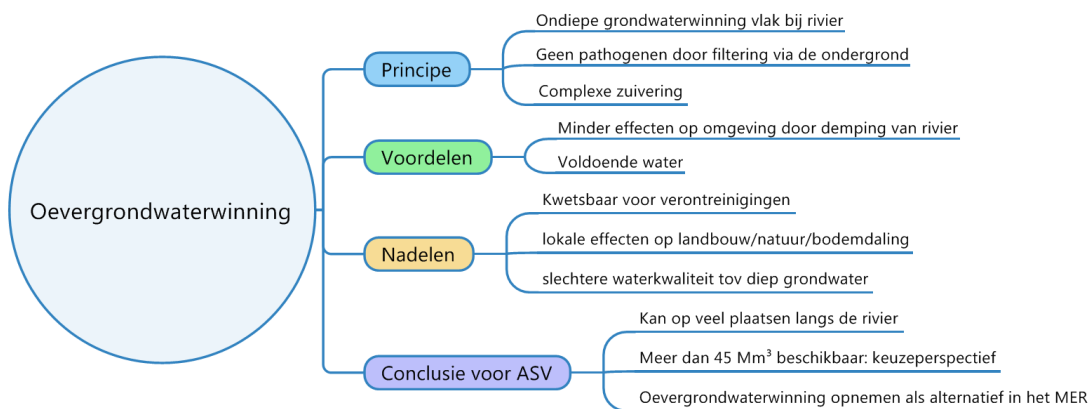 Oevergrondwaterwinning
Principe
Ondiepe grondwaterwinning vlak bij rivier
Geen pathogenen door filtering via de ondergrond
Complexe zuivering
Voordelen
Minder effecten op omgeving door demping van rivier
Voldoende water
Nadelen
Kwetsbaar voor verontreinigingen
lokale effecten op landbouw/natuur/bodemdaling
slechtere waterkwaliteit tov diep grondwater
Conclusie voor ASV
Kan op veel plaatsen langs de rivier
Meer dan 45 Mm³ beschikbaar: keuzeperspectief
Oevergrondwaterwinning opnemen als alternatief in het MER